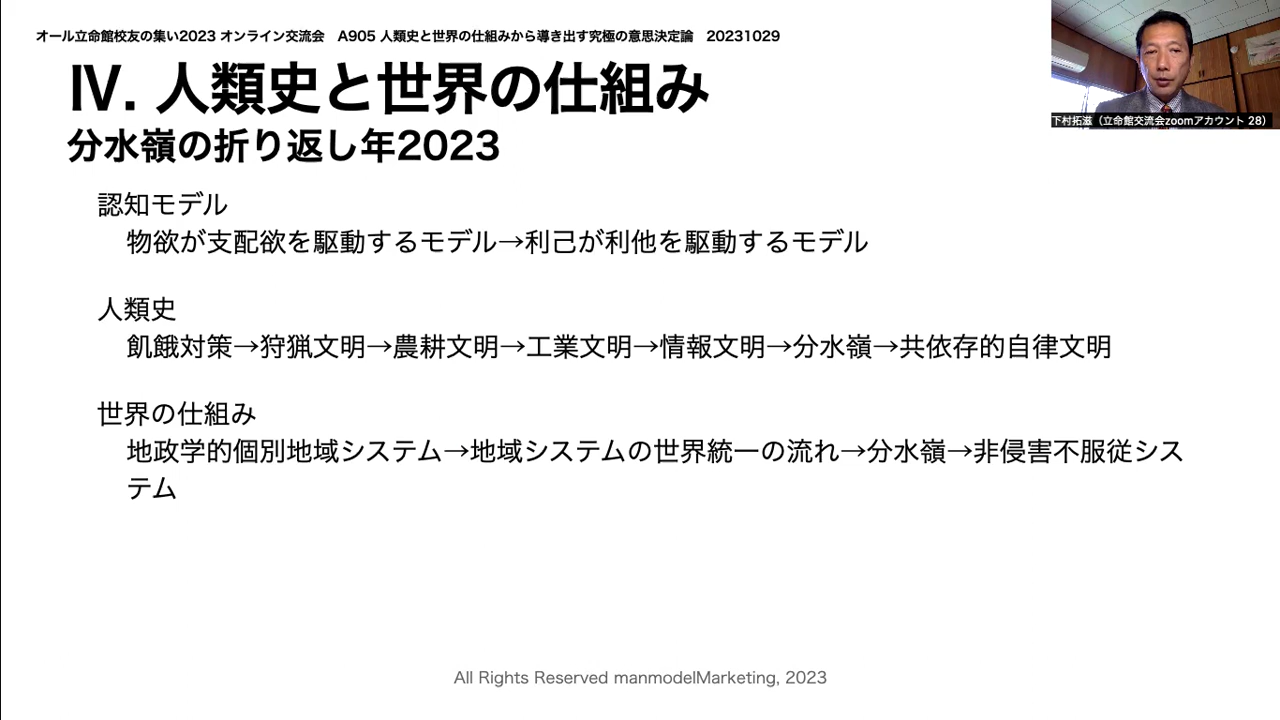 オール立命館校友の集い2023 オンライン交流会　A905 人類史と世界の仕組みから導き出す究極の意思決定論　20231029
Ⅳ. 人類史と世界の仕組み
分水嶺の折り返し年2023
下村拓滋（立命館交流会zoomアカウント 28）
認知モデル
物欲が支配欲を駆動するモデル→利己が利他を駆動するモデル
人類史
飢餓対策→狩猟文明→農耕文明→工業文明→情報文明→分水嶺→共依存的自律文明
世界の仕組み
地政学的個別地域システム→地域システムの世界統一の流れ→分水嶺→非侵害不服従シス
テム
All Rights Reserved manmodelMarketing, 2023